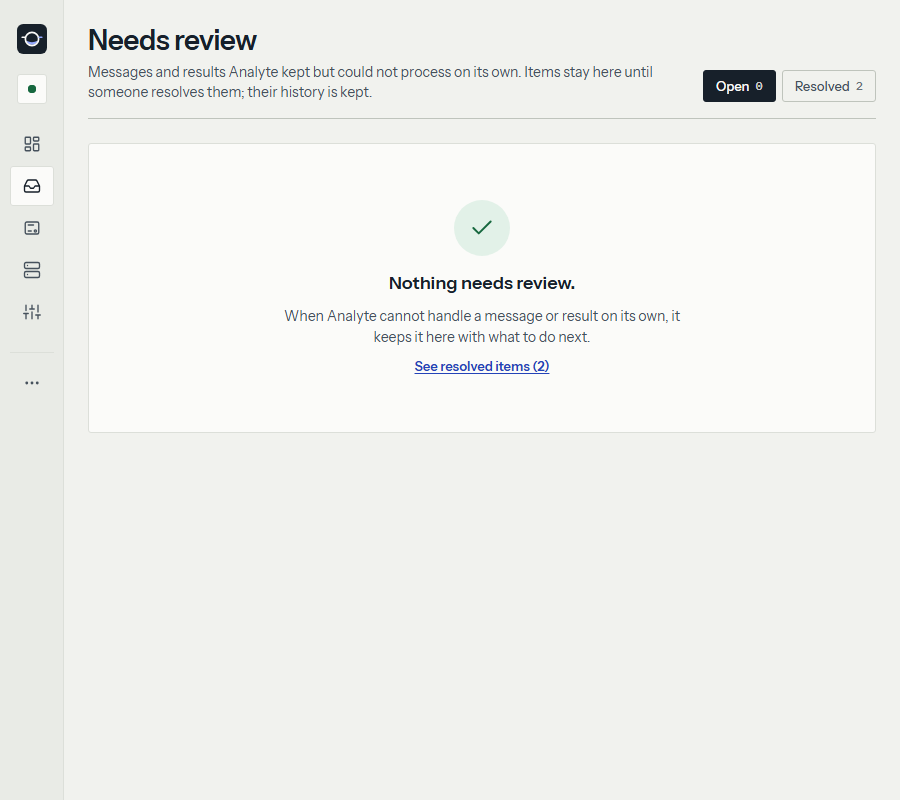 Needs review
Messages and results Analyte kept but could not process on its own. Items stay here until
someone resolves them; their history is kept.
Open 0
Resolved 2
Nothing needs review.
When Analyte cannot handle a message or result on its own, it
keeps it here with what to do next.
See resolved items (2)